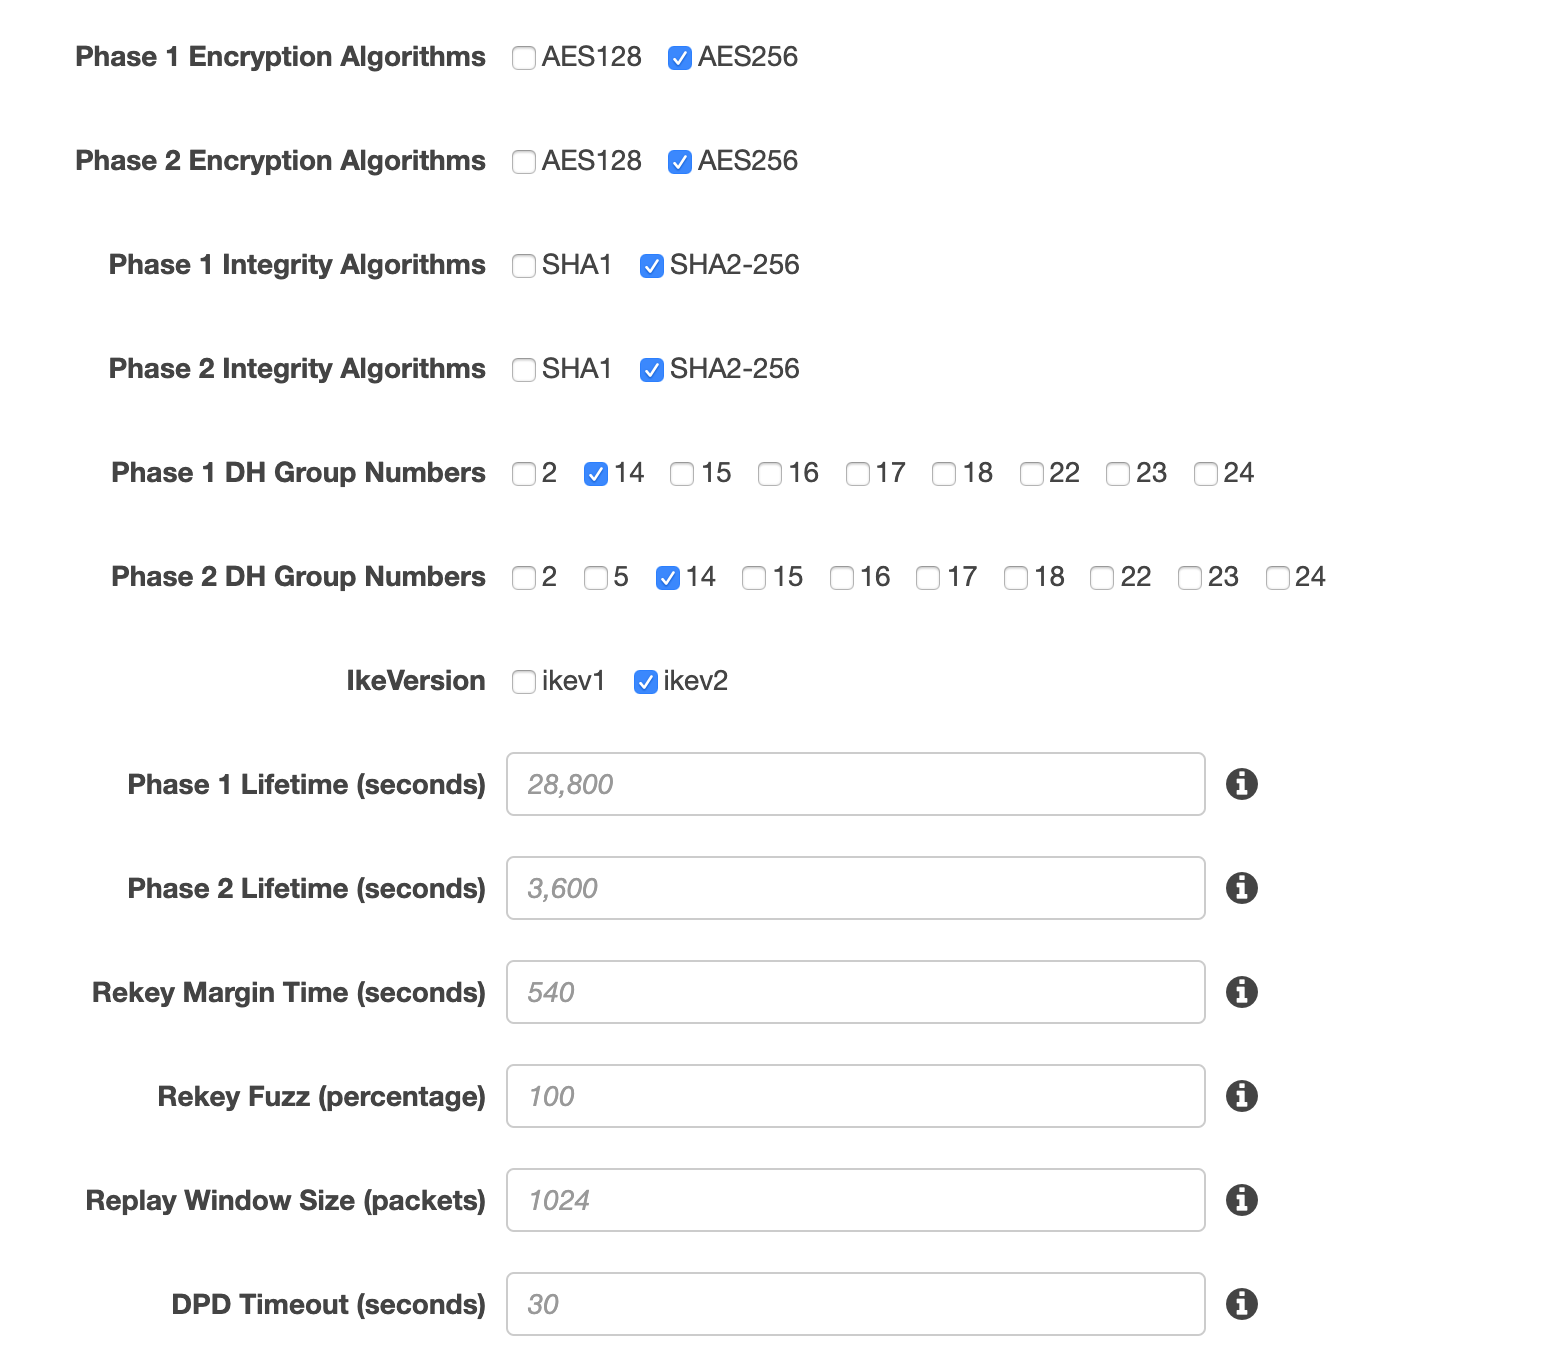 Phase 1 Encryption Algorithms AES128 AES256
Phase 2 Encryption Algorithms AES128 AES256
Phase 1 Integrity Algorithms SHA1 SHA2-256
Phase 2 Integrity Algorithms SHA1 SHA2-256
Phase 1 DH Group Numbers 2 14 15 16 17 18 22 23 24
Phase 2 DH Group Numbers 2 5 14 15 16 17 18 22 23 24
IkeVersion ikev1 ikev2
Phase 1 Lifetime (seconds) 28,800
Phase 2 Lifetime (seconds) 3,600
Rekey Margin Time (seconds) 540
Rekey Fuzz (percentage) 100
Replay Window Size (packets) 1024
DPD Timeout (seconds) 30